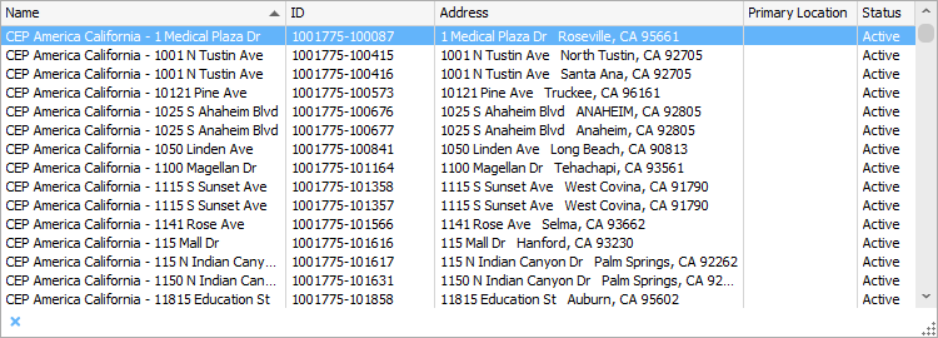 Name ID Address Primary Location Status
CEP America California - 1 Medical Plaza Dr 1001775-100087 1 Medical Plaza Dr Roseville, CA 95661 Active
CEP America California - 1001 N Tustin Ave 1001775-100415 1001 N Tustin Ave North Tustin, CA 92705 Active
CEP America California - 1001 N Tustin Ave 1001775-100416 1001 N Tustin Ave Santa Ana, CA 92705 Active
CEP America California - 10121 Pine Ave 1001775-100573 10121 Pine Ave Truckee, CA 96161 Active
CEP America California - 1025 S Ahaheim Blvd 1001775-100676 1025 S Ahaheim Blvd ANAHEIM, CA 92805 Active
CEP America California - 1025 S Anaheim Blvd 1001775-100677 1025 S Anaheim Blvd Anaheim, CA 92805 Active
CEP America California - 1050 Linden Ave 1001775-100841 1050 Linden Ave Long Beach, CA 90813 Active
CEP America California - 1100 Magellan Dr 1001775-101164 1100 Magellan Dr Tehachapi, CA 93561 Active
CEP America California - 1115 S Sunset Ave 1001775-101358 1115 S Sunset Ave West Covina, CA 91790 Active
CEP America California - 1115 S Sunset Ave 1001775-101357 1115 S Sunset Ave West Covina, CA 91790 Active
CEP America California - 1141 Rose Ave 1001775-101566 1141 Rose Ave Selma, CA 93662 Active
CEP America California - 115 Mall Dr 1001775-101616 115 Mall Dr Hanford, CA 93230 Active
CEP America California - 115 N Indian Cany... 1001775-101617 115 N Indian Canyon Dr Palm Springs, CA 92262 Active
CEP America California - 1150 N Indian Can... 1001775-101631 1150 N Indian Canyon Dr Palm Springs, CA 92... Active
CEP America California - 11815 Education St 1001775-101858 11815 Education St Auburn, CA 95602 Active